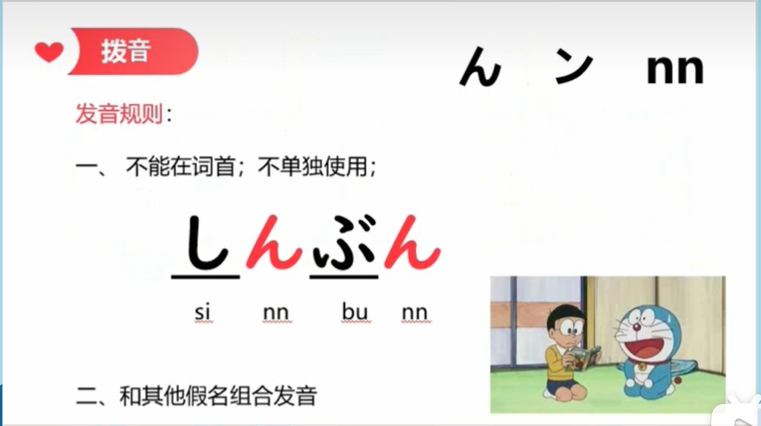 拨音
ん ン nn
发音规则：
一、 不能在词首；不单独使用；
しんぶん
si nn bu nn
二、和其他假名组合发音